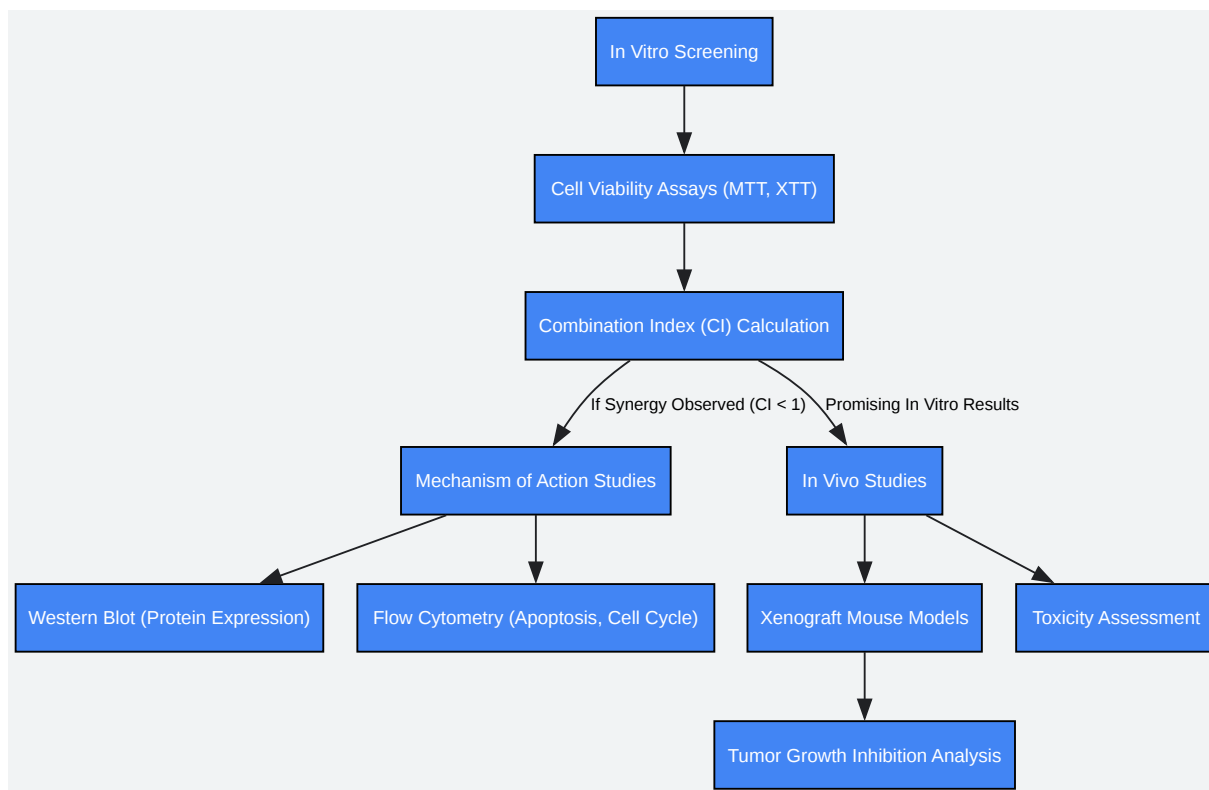 In Vitro Screening
Cell Viability Assays (MTT, XTT)
Combination Index (CI) Calculation
If Synergy Observed (CI < 1)
Promising In Vitro Results
Mechanism of Action Studies
In Vivo Studies
Western Blot (Protein Expression)
Flow Cytometry (Apoptosis, Cell Cycle)
Xenograft Mouse Models
Toxicity Assessment
Tumor Growth Inhibition Analysis